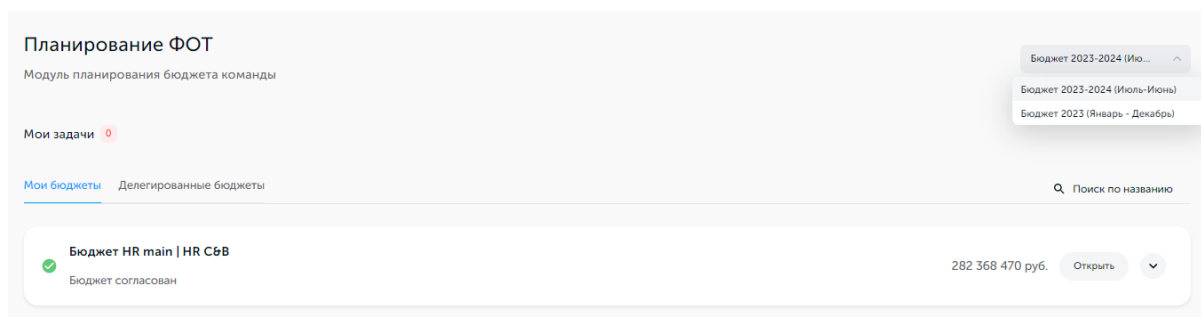 Планирование ФОТ
Модуль планирования бюджета команды
Бюджет 2023-2024 (Ию...
Бюджет 2023-2024 (Июль-Июнь)
Бюджет 2023 (Январь - Декабрь)
Мои задачи 0
Мои бюджеты Делегированные бюджеты
Поиск по названию
Бюджет HR main | HR C&B
Бюджет согласован
282 368 470 руб. Открыть